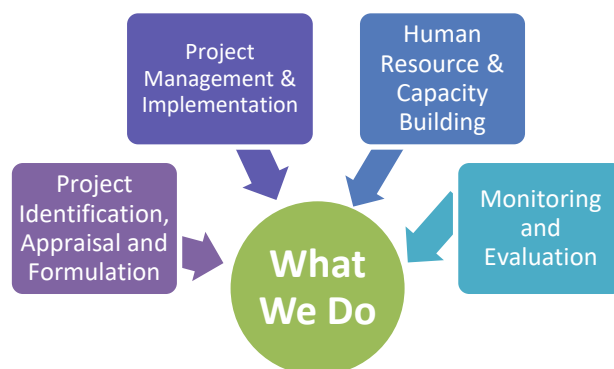 Project
Management &
Implementation
Human
Resource &
Capacity
Building
Project
Identification,
Appraisal and
Formulation
Monitoring
and
Evaluation
What
We Do